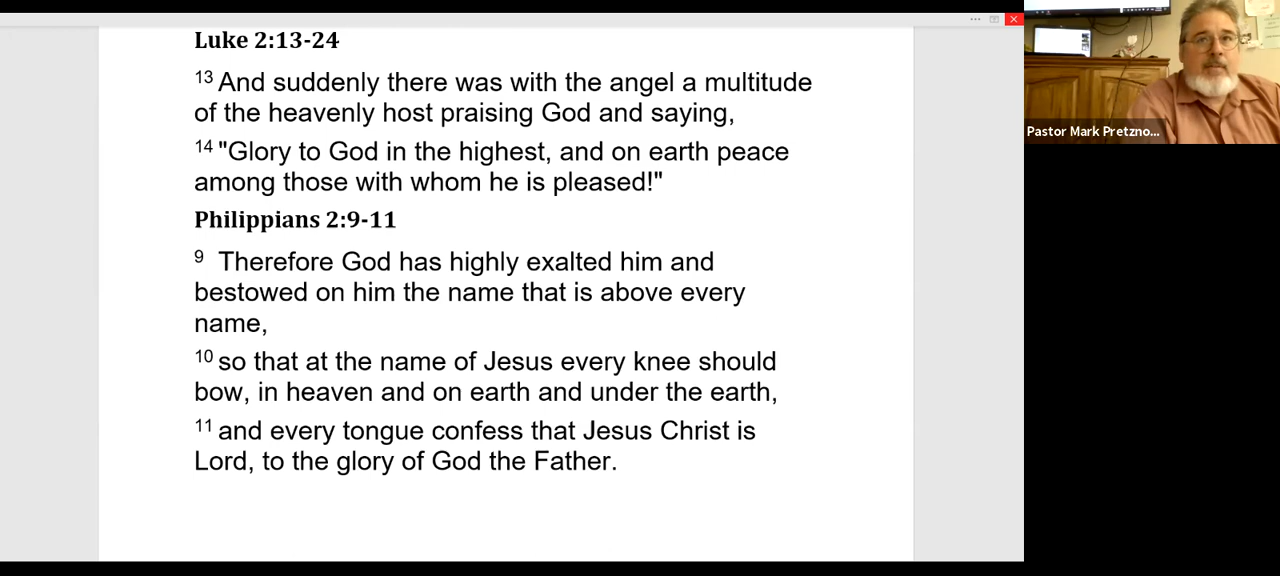 Luke 2:13-24
13 And suddenly there was with the angel a multitude
of the heavenly host praising God and saying,
14 "Glory to God in the highest, and on earth peace
among those with whom he is pleased!"
Philippians 2:9-11
9 Therefore God has highly exalted him and
bestowed on him the name that is above every
name,
10 so that at the name of Jesus every knee should
bow, in heaven and on earth and under the earth,
11 and every tongue confess that Jesus Christ is
Lord, to the glory of God the Father.
Pastor Mark Pretzno...